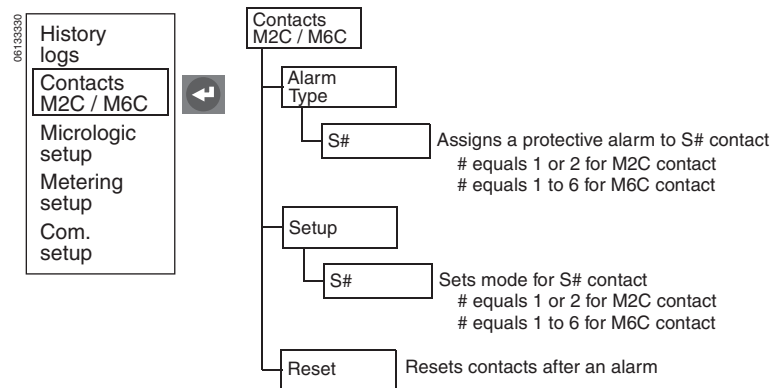 06133330
History
logs
Contacts
M2C / M6C
Micrologic
setup
Metering
setup
Com.
setup
Contacts
M2C / M6C
Alarm
Type
S#
Assigns a protective alarm to S# contact
# equals 1 or 2 for M2C contact
# equals 1 to 6 for M6C contact
Setup
S#
Sets mode for S# contact
# equals 1 or 2 for M2C contact
# equals 1 to 6 for M6C contact
Reset
Resets contacts after an alarm